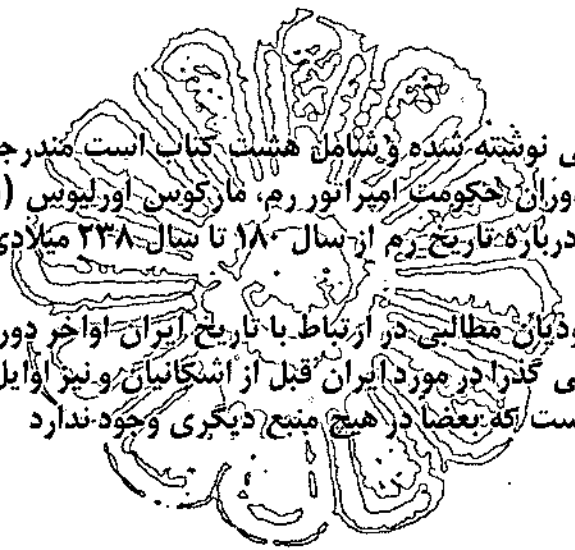 نوشته شده و شامل هشت کتاب است مندرج
دوران حکومت امپراتور رم، مارکوس اورلیوس (
درباره تاریخ رم از سال ۱۸۰ تا سال ۲۳۸ میلادی
مطالبی در ارتباط با تاریخ ایران اواخر دور
گذرا در مورد ایران قبل از اشکانیان و نیز اوایل
که بعضاً در هیچ منبع دیگری وجود ندارد